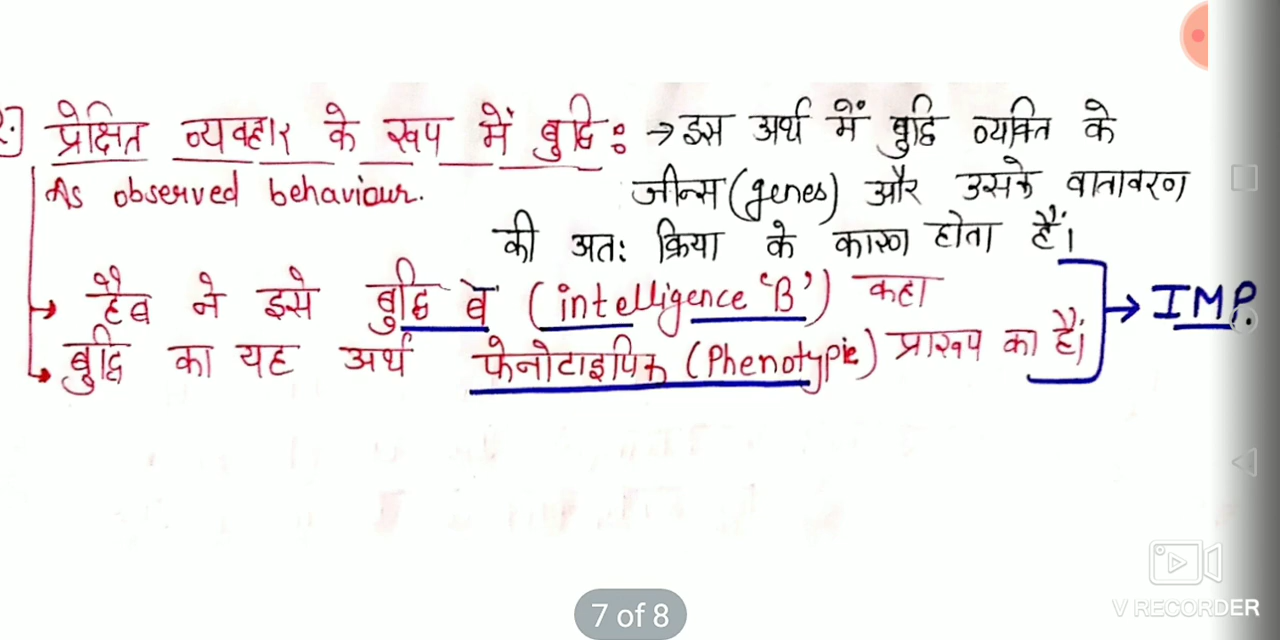 2.] प्रेक्षित व्यवहार के रूप में बुद्धि: → इस अर्थ में बुद्धि व्यक्ति के
As observed behaviour. जीन्स (genes) और उसके वातावरण
की अतः क्रिया के कारण होता हैं।
→ हैब ने इसे बुद्धि बे (intelligence 'B') कहा
→ बुद्धि का यह अर्थ फेनोटाइपिक (Phenotypic) प्रारूप का हैं।
→ IMP.
7 of 8
V RECORDER